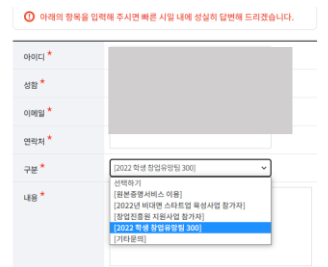 아래의 항목을 입력해 주시면 빠른 시일 내에 성실히 답변해 드리겠습니다.
아이디 *
성함 *
이메일 *
연락처 *
구분 *
[2022 학생 창업유망팀 300]
선택하기
[원본증명서비스 이용]
[2022년 비대면 스타트업 육성사업 참가자]
[창업진흥원 지원사업 참가자]
[2022 학생 창업유망팀 300]
[기타문의]
내용 *